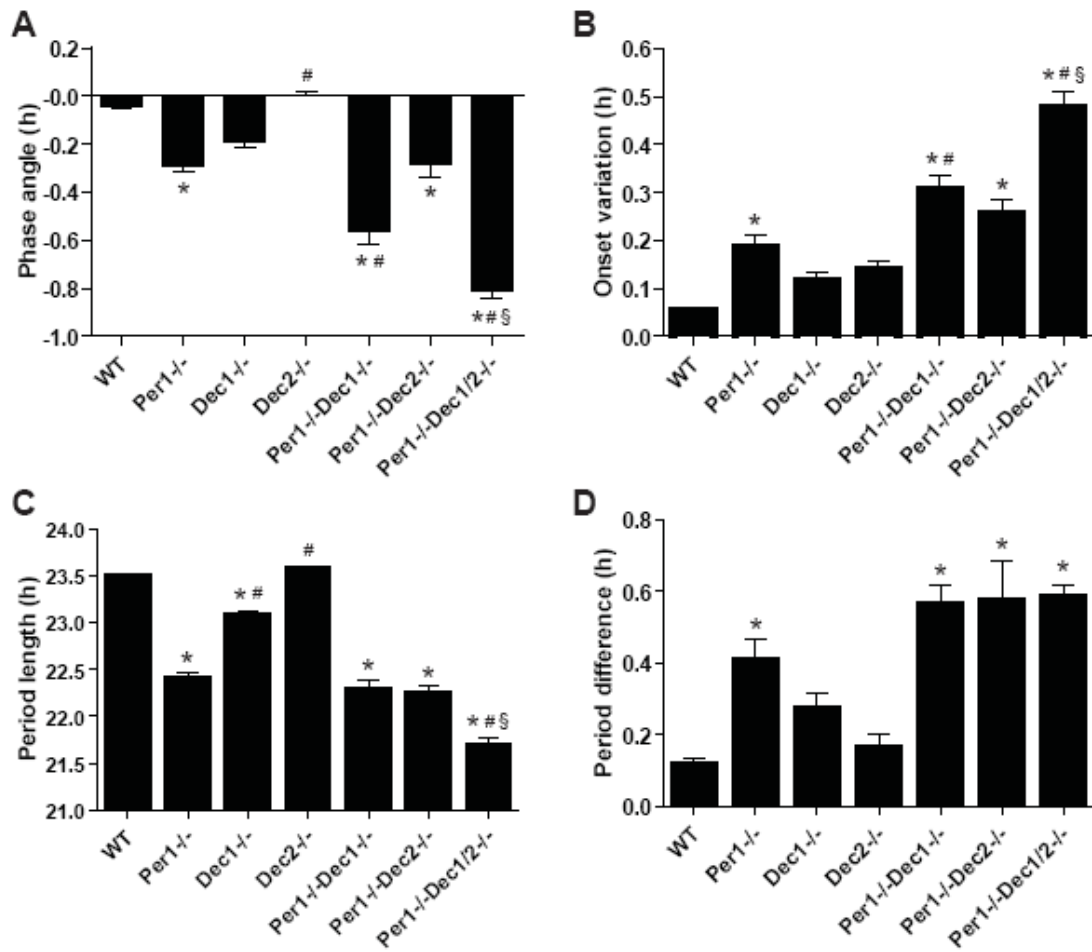 A
Phase angle (h)
0.2
-0.0
-0.2
-0.4
-0.6
-0.8
-1.0
*
#
* #
*
*# §
WT
Per1-/-
Dec1-/-
Dec2-/-
Per1-/-Dec1-/-
Per1-/-Dec2-/-
Per1-/-Dec1/2-/-
B
Onset variation (h)
0.6
0.5
0.4
0.3
0.2
0.1
0.0
*
* #
*
* # §
WT
Per1-/-
Dec1-/-
Dec2-/-
Per1-/-Dec1-/-
Per1-/-Dec2-/-
Per1-/-Dec1/2-/-
C
Period length (h)
24.0
23.5
23.0
22.5
22.0
21.5
21.0
*
* #
#
*
*
* # §
WT
Per1-/-
Dec1-/-
Dec2-/-
Per1-/-Dec1-/-
Per1-/-Dec2-/-
Per1-/-Dec1/2-/-
D
Period difference (h)
0.8
0.6
0.4
0.2
0.0
*
*
*
*
WT
Per1-/-
Dec1-/-
Dec2-/-
Per1-/-Dec1-/-
Per1-/-Dec2-/-
Per1-/-Dec1/2-/-